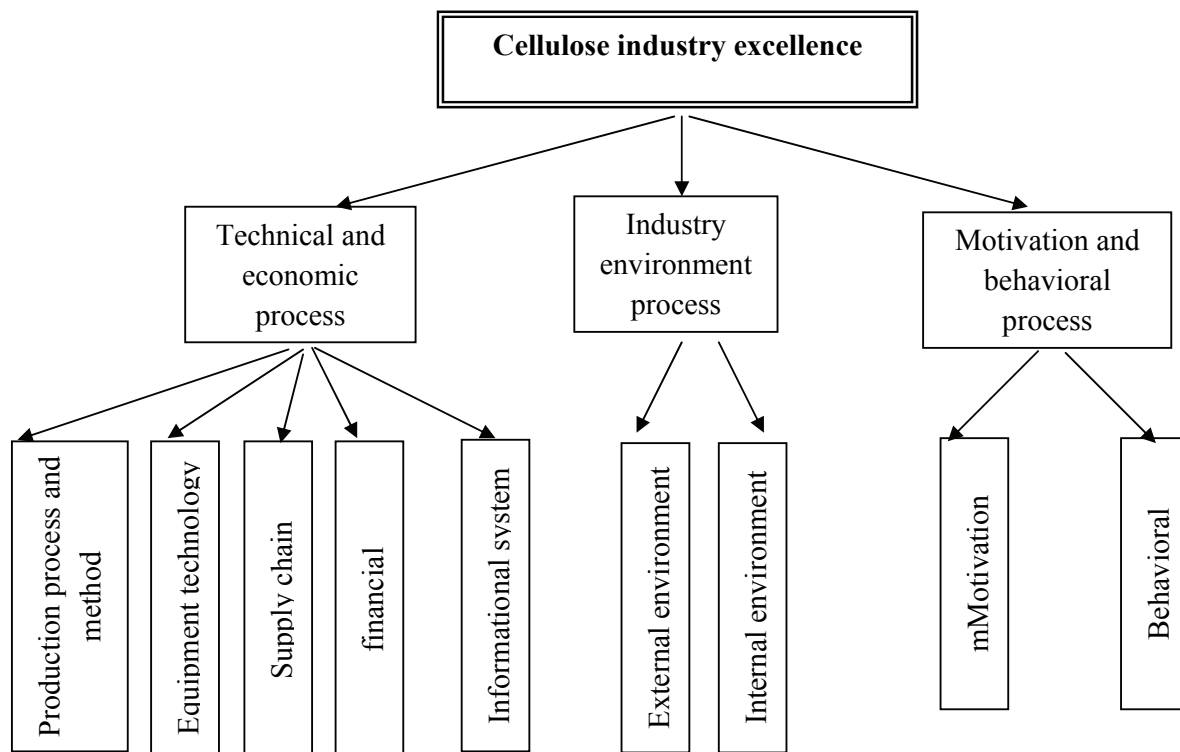 Cellulose industry excellence
Technical and
economic
process
Industry
environment
process
Motivation and
behavioral
process
Production process and
method
Equipment technology
Supply chain
financial
Informational system
External environment
Internal environment
mMotivation
Behavioral